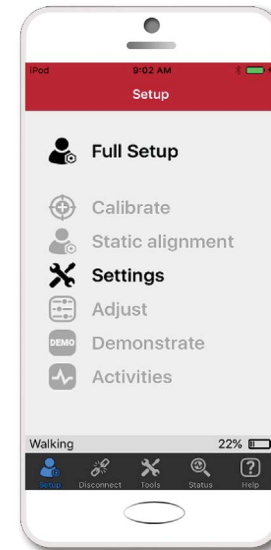 iPod 9:02 AM
Setup
Full Setup
Calibrate
Static alignment
Settings
Adjust
DEMO Demonstrate
Activities
Walking 22%
Setup Disconnect Tools Status Help